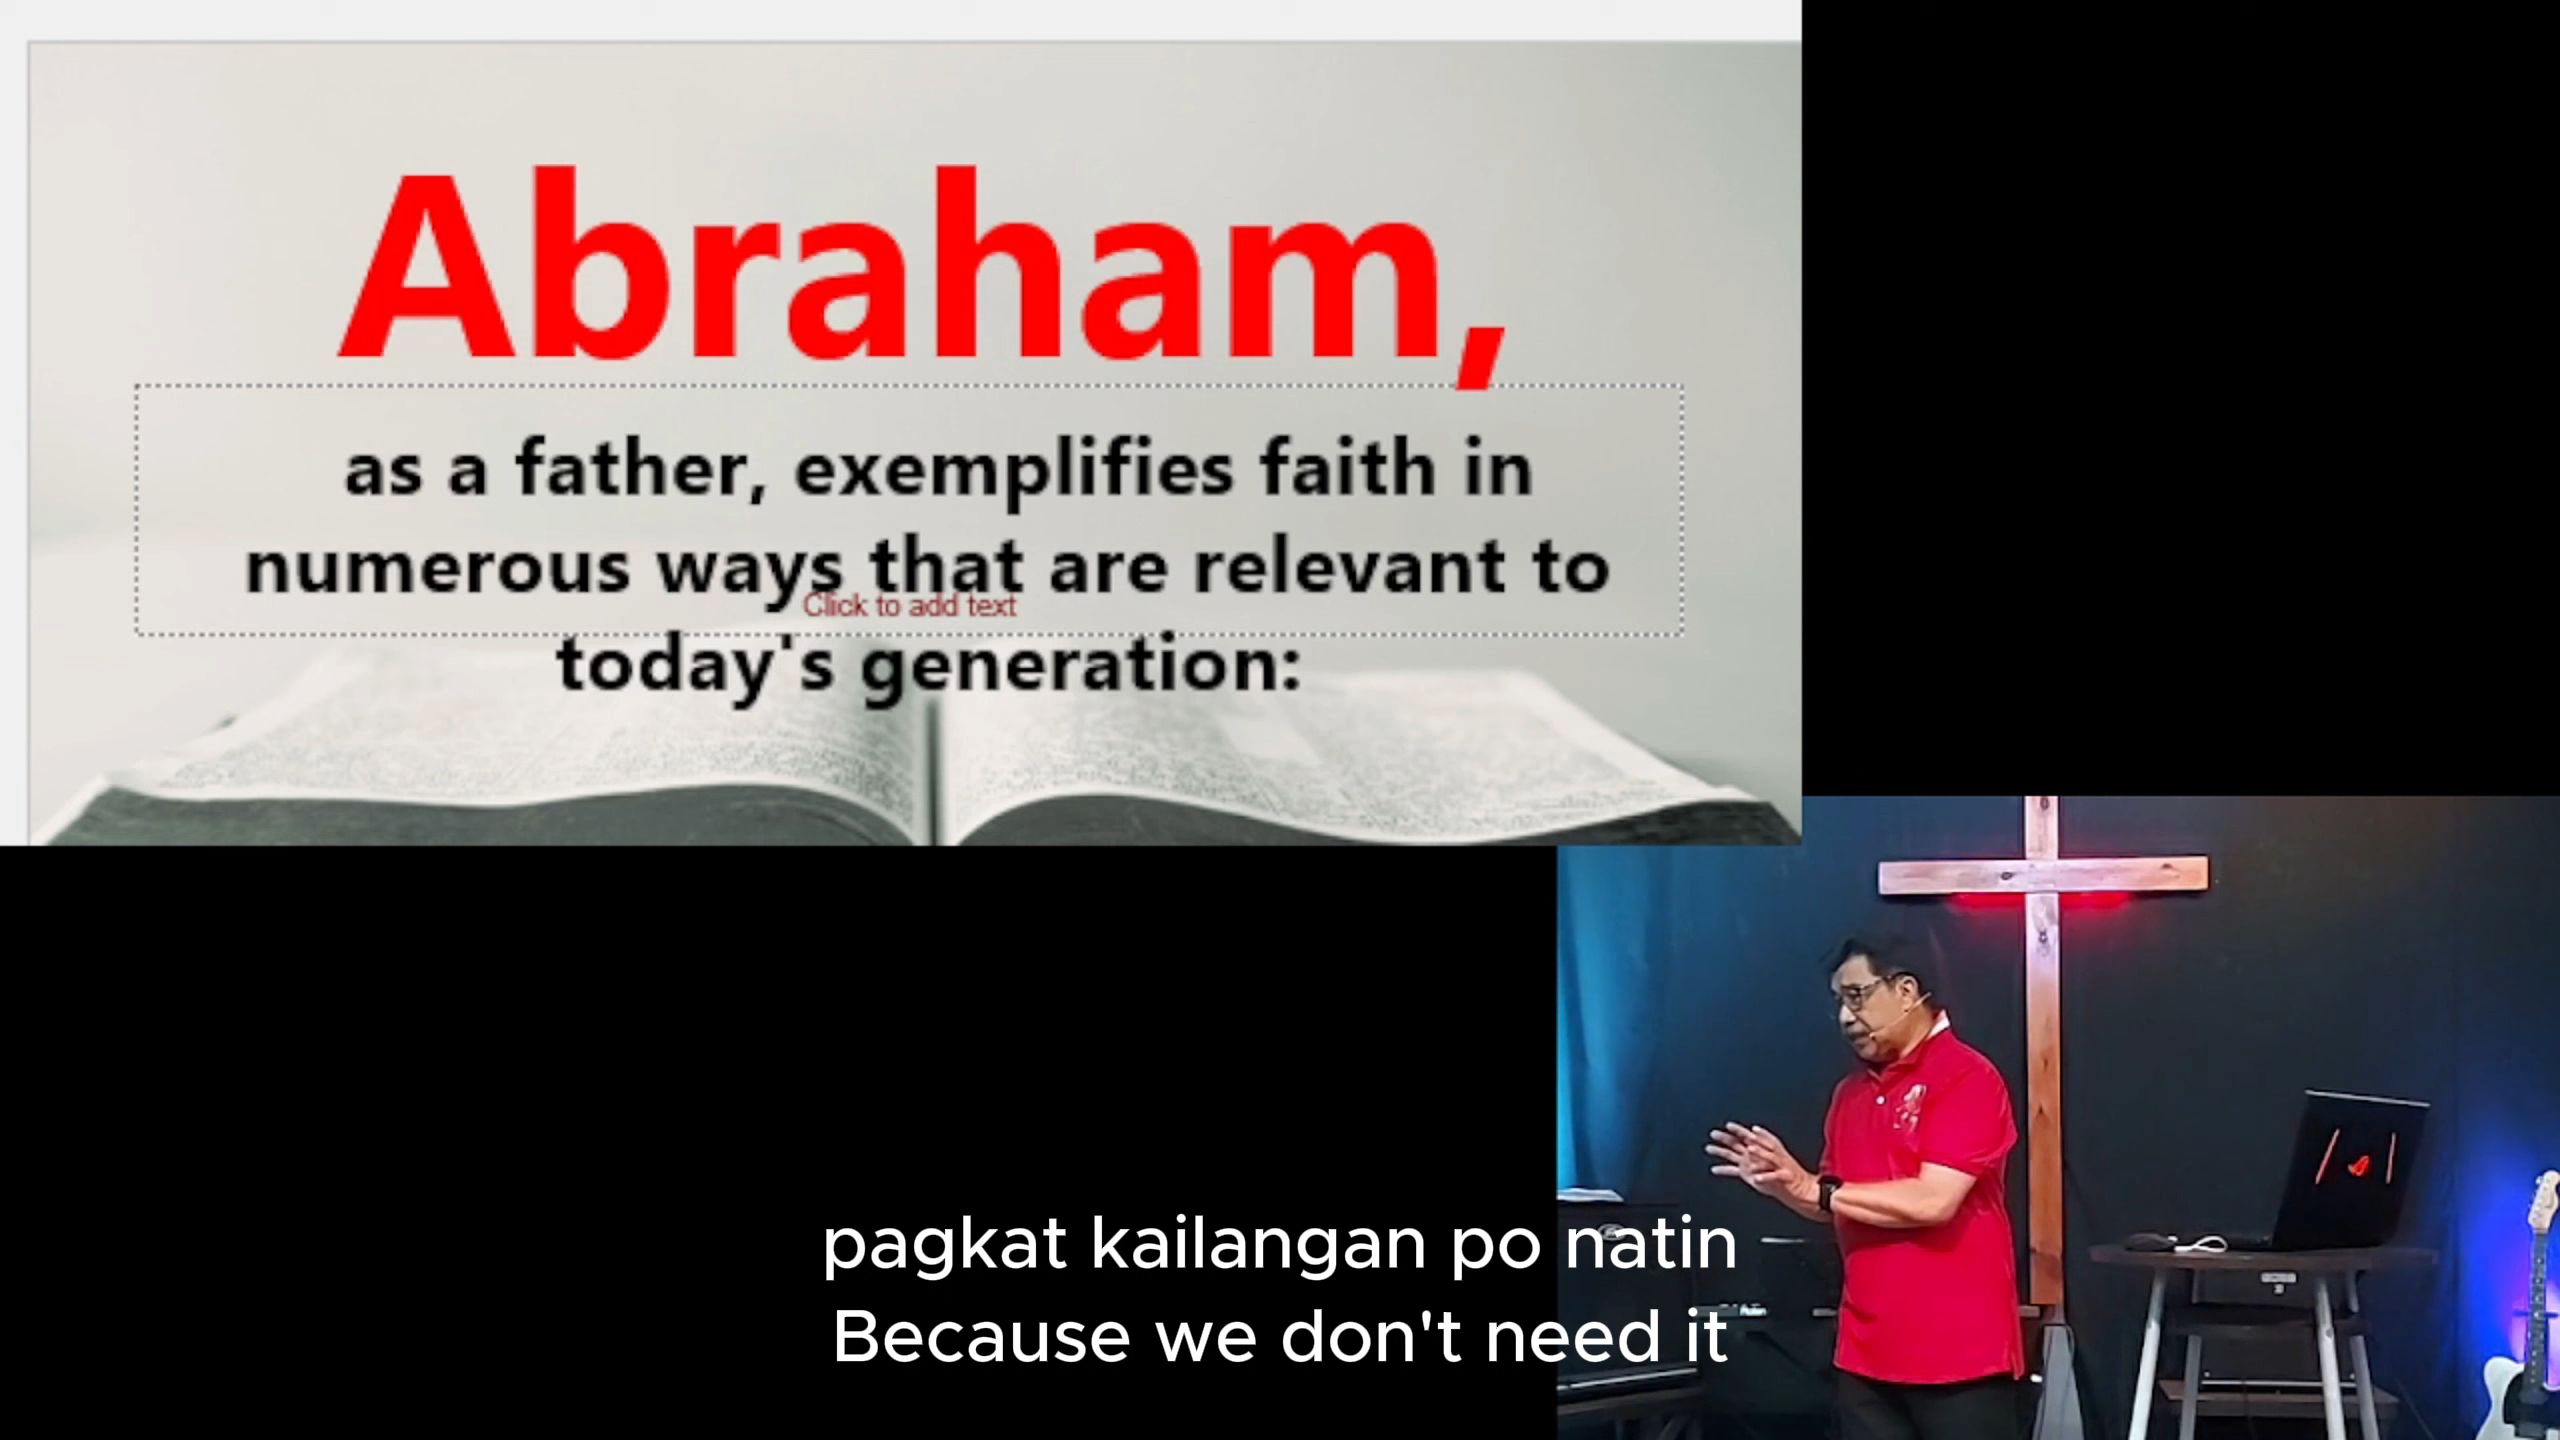 Abraham,
as a father, exemplifies faith in
numerous ways that are relevant to
Click to add text
today's generation:
pagkat kailangan po natin
Because we don't need it